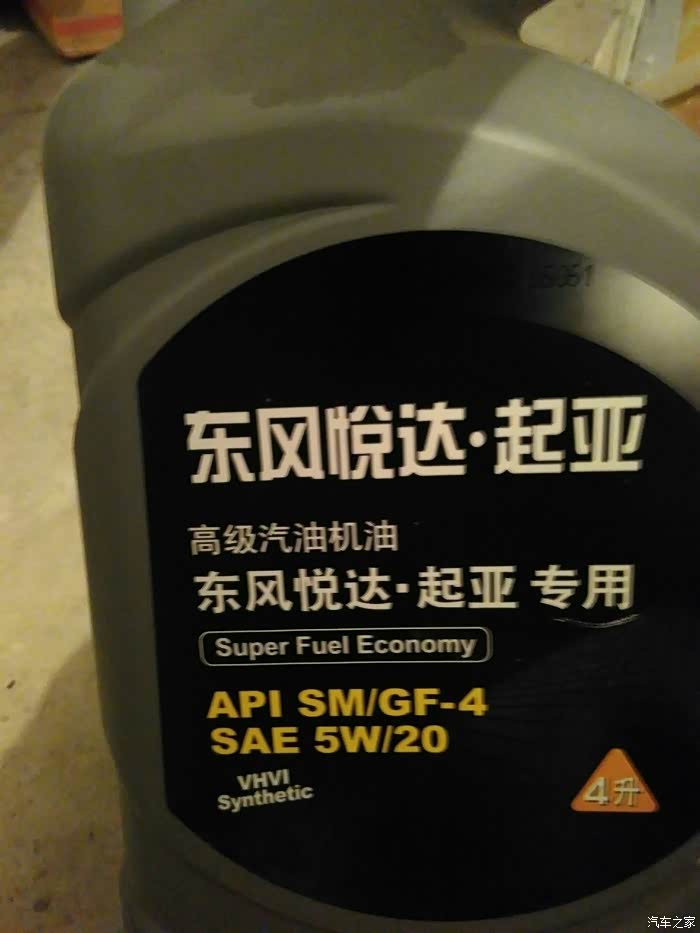 东风悦达·起亚
高级汽油机油
东风悦达·起亚 专用
Super Fuel Economy
API SM/GF-4
SAE 5W/20
VHVI
Synthetic
4升
汽车之家